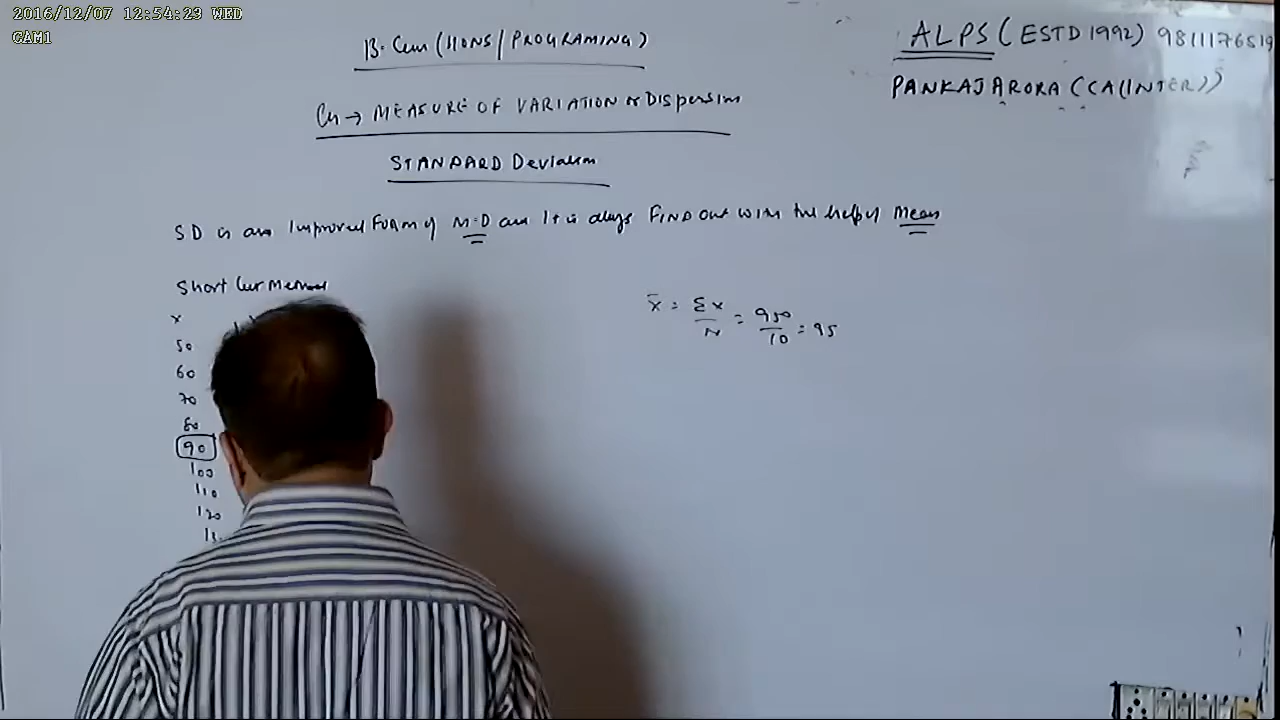 2016/12/07 12:54:23 WED
CAM1
B. Com (HONS / PROGRAMING)
ALPS (ESTD 1992) 9811176519
PANKAJ ARORA (CA(INTER))
Ch → MEASURE OF VARIATION or Dispersion
STANDARD Deviation
SD is an Improved Form of M.D and It is always FIND out with the help of Mean
Short Cut Method
x
50
60
70
80
90
100
110
120
x̄ = Σx/N = 950/10 = 95